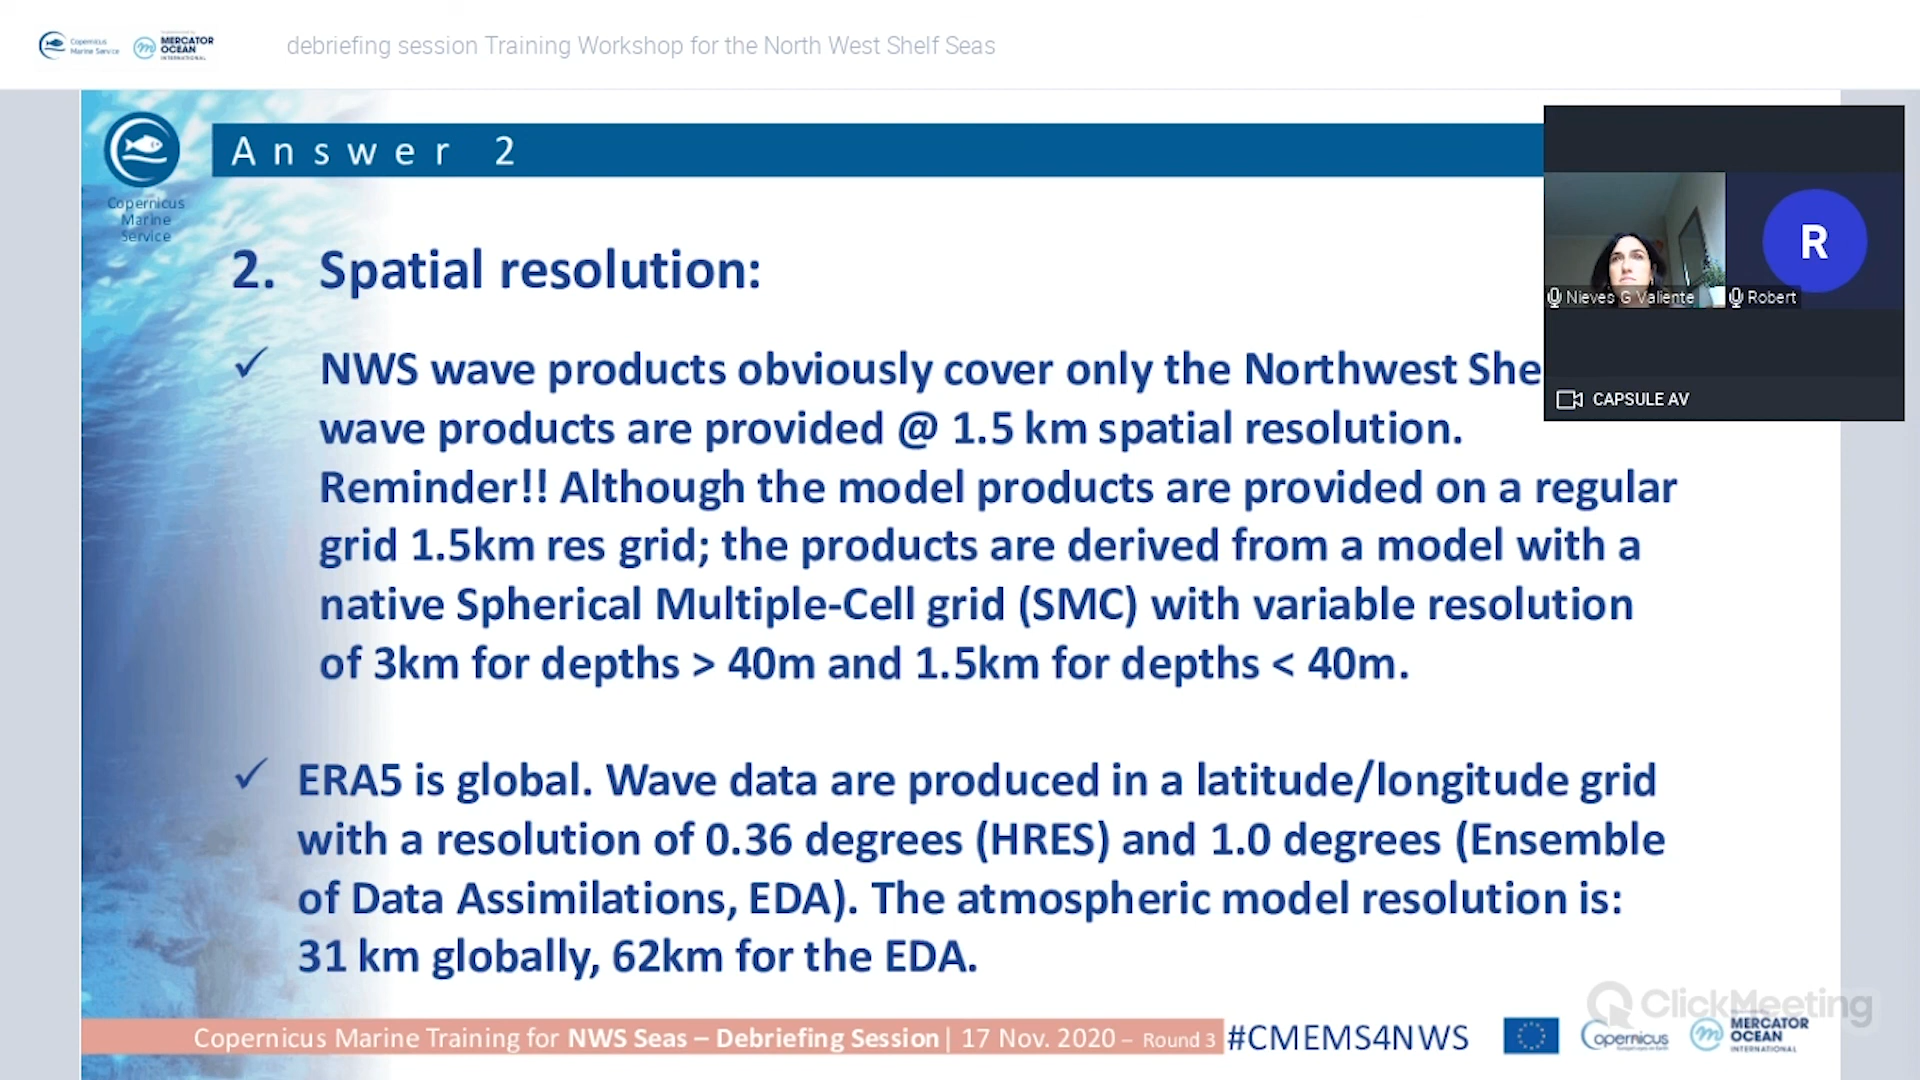 Copernicus
Marine Service
MERCATOR
OCEAN
INTERNATIONAL
debriefing session Training Workshop for the North West Shelf Seas
Answer 2
Copernicus
Marine
Service
2. Spatial resolution:
✓ NWS wave products obviously cover only the Northwest She
wave products are provided @ 1.5 km spatial resolution.
Reminder!! Although the model products are provided on a regular
grid 1.5km res grid; the products are derived from a model with a
native Spherical Multiple-Cell grid (SMC) with variable resolution
of 3km for depths > 40m and 1.5km for depths < 40m.
✓ ERA5 is global. Wave data are produced in a latitude/longitude grid
with a resolution of 0.36 degrees (HRES) and 1.0 degrees (Ensemble
of Data Assimilations, EDA). The atmospheric model resolution is:
31 km globally, 62km for the EDA.
R
Nieves G Valiente
Robert
CAPSULE AV
ClickMeeting
Copernicus Marine Training for NWS Seas – Debriefing Session| 17 Nov. 2020 – Round 3
#CMEMS4NWS
Copernicus
MERCATOR
OCEAN
INTERNATIONAL